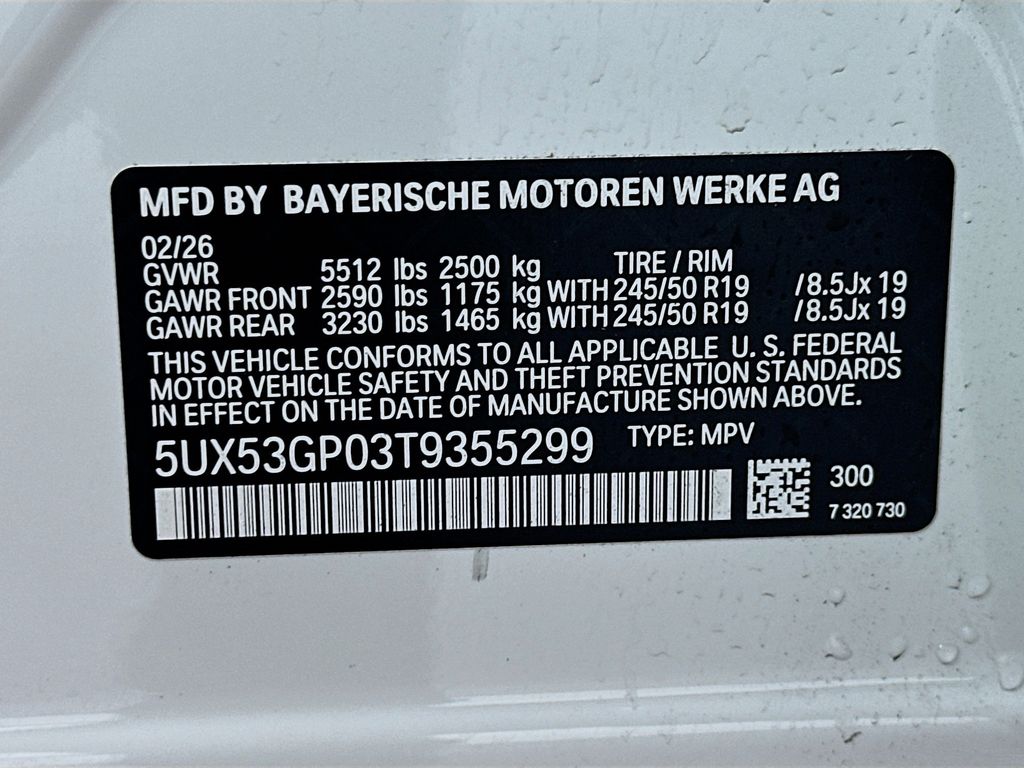 MFD BY BAYERISCHE MOTOREN WERKE AG
02/26
GVWR 5512 lbs 2500 kg TIRE / RIM
GAWR FRONT 2590 lbs 1175 kg WITH 245/50 R19 /8.5Jx 19
GAWR REAR 3230 lbs 1465 kg WITH 245/50 R19 /8.5Jx 19
THIS VEHICLE CONFORMS TO ALL APPLICABLE U. S. FEDERAL
MOTOR VEHICLE SAFETY AND THEFT PREVENTION STANDARDS
IN EFFECT ON THE DATE OF MANUFACTURE SHOWN ABOVE.
5UX53GP03T9355299 TYPE: MPV
300
7 320 730